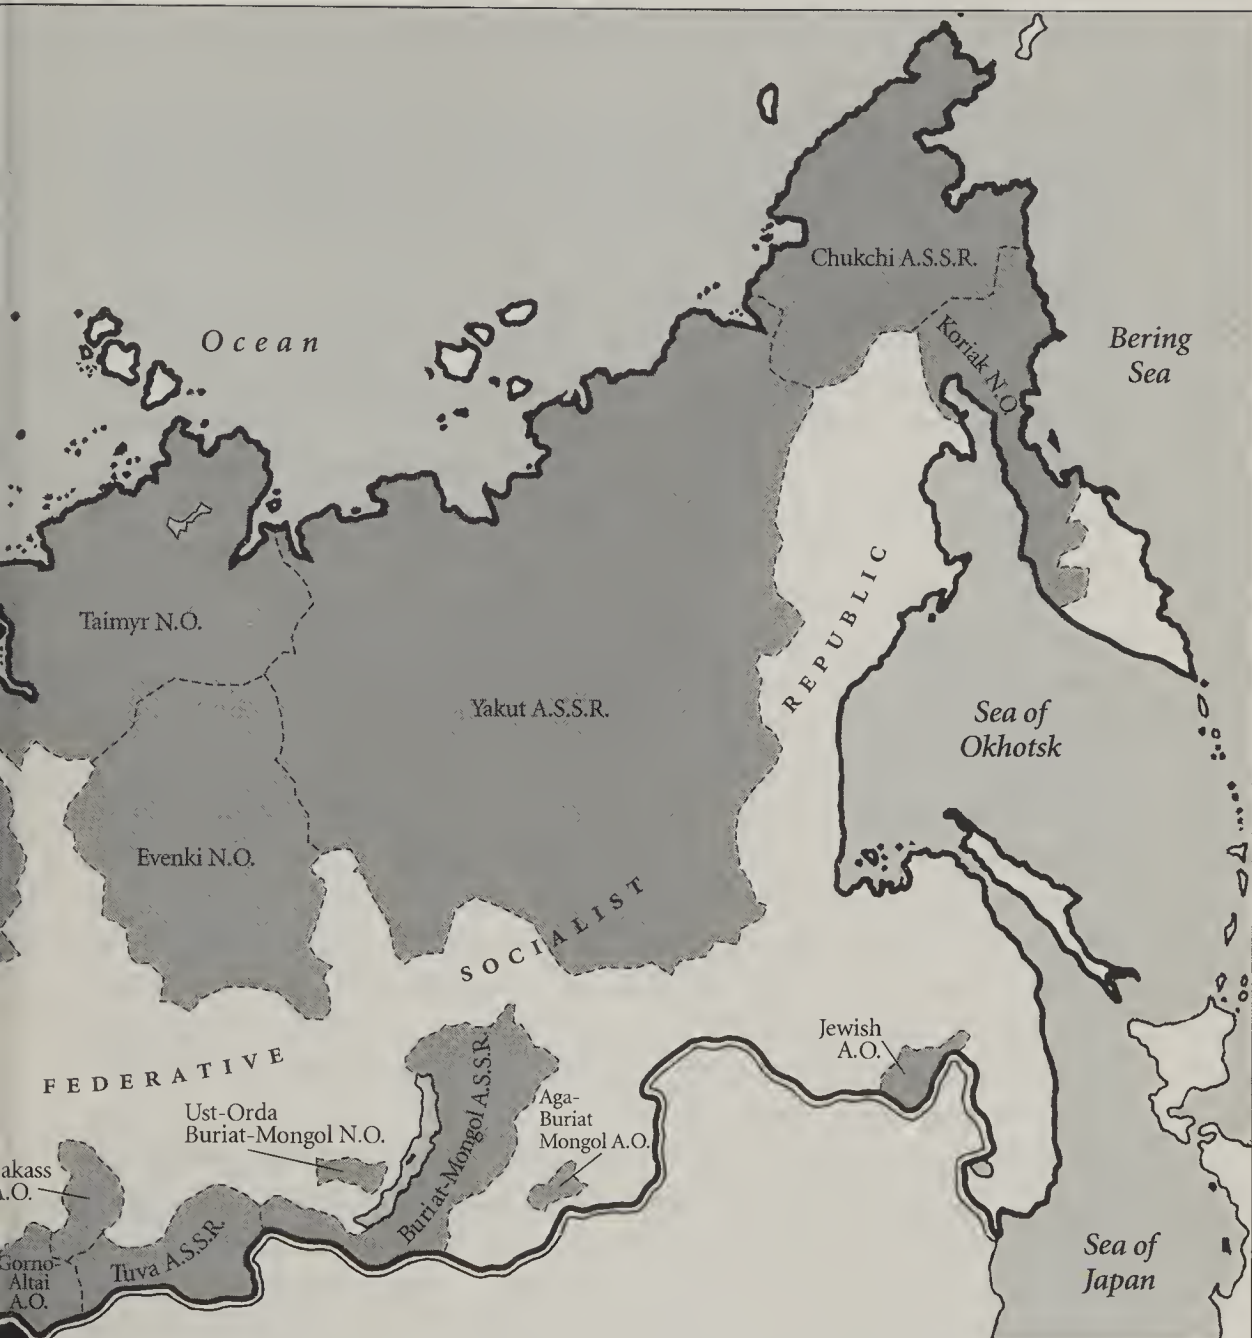 Ocean
Chukchi A.S.S.R.
Koriak N.O.
Bering
Sea
Taimyr N.O.
Yakut A.S.S.R.
REPUBLIC
Sea of
Okhotsk
Evenki N.O.
SOCIALIST
FEDERATIVE
Jewish
A.O.
Ust-Orda
Buriat-Mongol N.O.
Buriat-Mongol A.S.S.R.
Aga-
Buriat
Mongol A.O.
akass
A.O.
Tuva A.S.S.R.
Gorno-
Altai
A.O.
Sea of
Japan